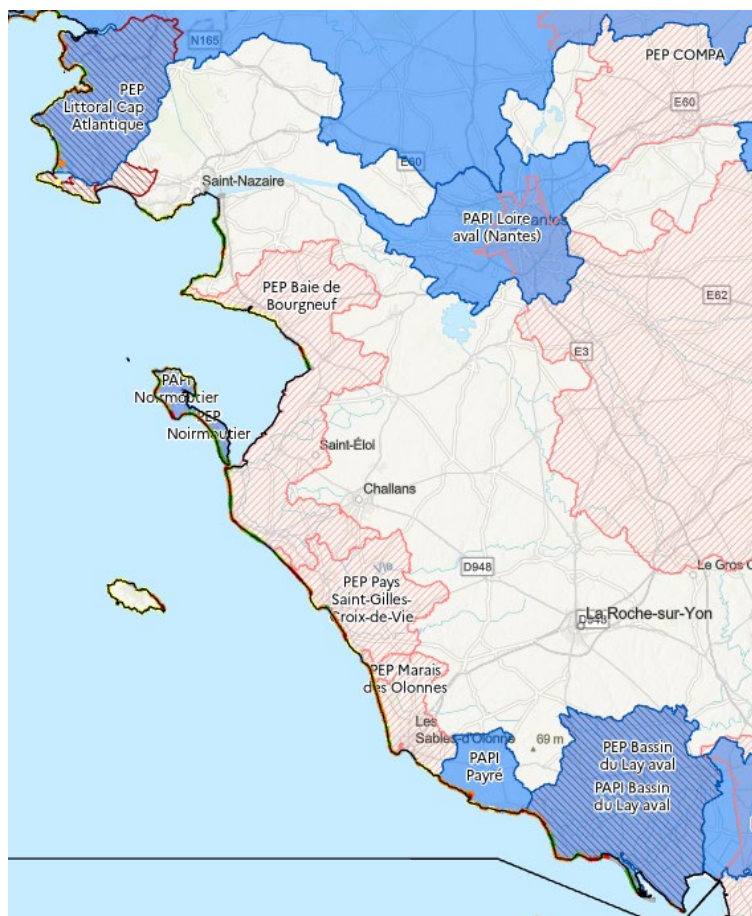 N165
PEP
Littoral Cap
Atlantique
PEP COMPA
E60
E60
Saint-Nazaire
PAPI Loire
aval (Nantes)
PEP Baie de
Bourgneuf
E62
E3
PAPI
Noirmoutier
PEP
Noirmoutier
Saint-Éloi
Challans
D948
Le Gros
PEP Pays
Saint-Gilles-
Croix-de-Vie
La Roche-sur-Yon
PEP Marais
des Olonnes
Les
Sables-d'Olonne
69 m
PAPI
Payré
PEP Bassin
du Lay aval
PAPI Bassin
du Lay aval